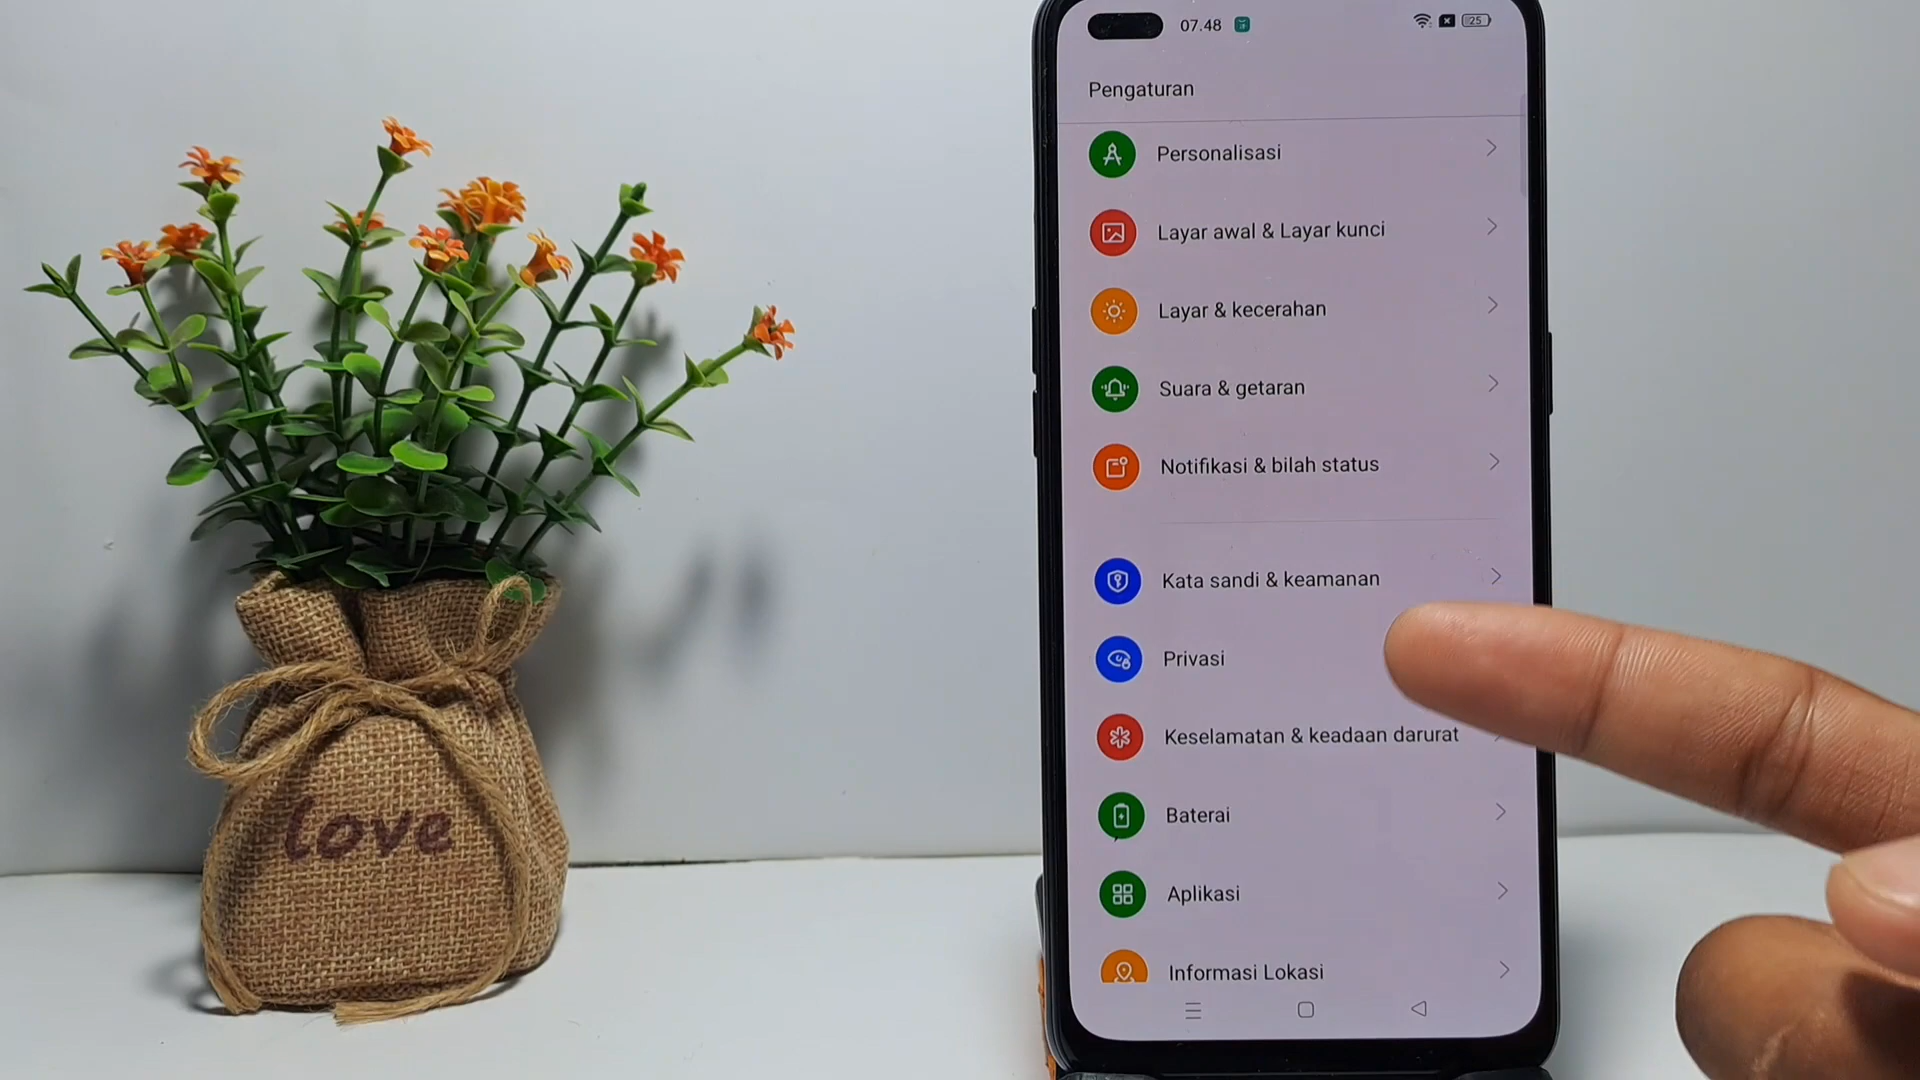 07.48
25
Pengaturan
Personalisasi
Layar awal & Layar kunci
Layar & kecerahan
Suara & getaran
Notifikasi & bilah status
Kata sandi & keamanan
Privasi
Keselamatan & keadaan darurat
Baterai
Aplikasi
Informasi Lokasi
love